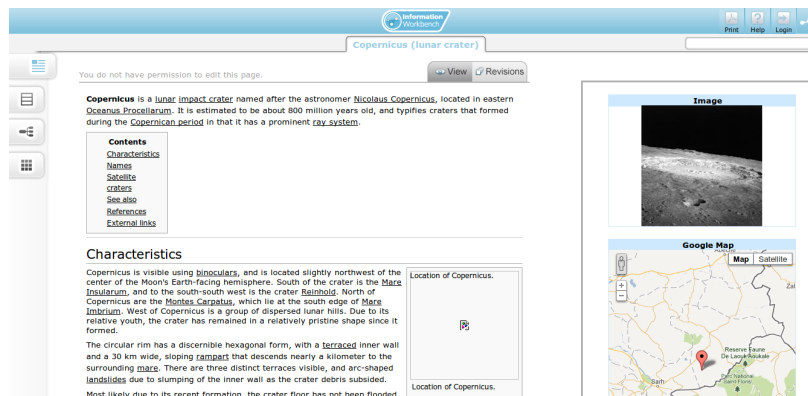 Information
Workbench
Print Help Login
Copernicus (lunar crater)
You do not have permission to edit this page.
View Revisions
Copernicus is a lunar impact crater named after the astronomer Nicolaus Copernicus, located in eastern
Oceanus Procellarum. It is estimated to be about 800 million years old, and typifies craters that formed
during the Copernican period in that it has a prominent ray system.
Contents
Characteristics
Names
Satellite
craters
See also
References
External links
Characteristics
Copernicus is visible using binoculars, and is located slightly northwest of the
center of the Moon's Earth-facing hemisphere. South of the crater is the Mare
Insularum, and to the south-south west is the crater Reinhold. North of
Copernicus are the Montes Carpatus, which lie at the south edge of Mare
Imbrium. West of Copernicus is a group of dispersed lunar hills. Due to its
relative youth, the crater has remained in a relatively pristine shape since it
formed.
The circular rim has a discernible hexagonal form, with a terraced inner wall
and a 30 km wide, sloping rampart that descends nearly a kilometer to the
surrounding mare. There are three distinct terraces visible, and arc-shaped
landslides due to slumping of the inner wall as the crater debris subsided.
Most likely due to its recent formation, the crater floor has not been flooded
Location of Copernicus.
Location of Copernicus.
Image
Google Map
Map Satellite
Zal
Reserve Faune
De Laouk Aoukale
Parc National
Saint Floris
Sarh